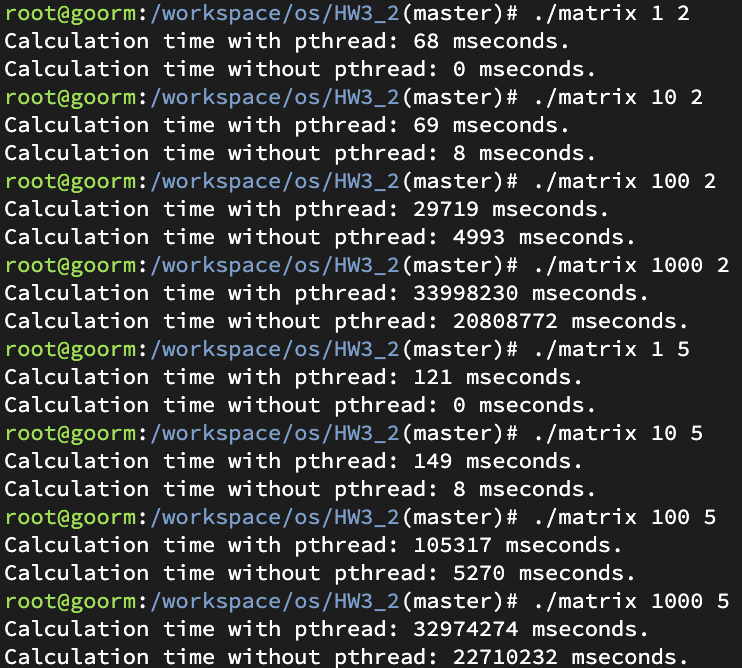 root@goorm:/workspace/os/HW3_2(master)# ./matrix 1 2
Calculation time with pthread: 68 mseconds.
Calculation time without pthread: 0 mseconds.
root@goorm:/workspace/os/HW3_2(master)# ./matrix 10 2
Calculation time with pthread: 69 mseconds.
Calculation time without pthread: 8 mseconds.
root@goorm:/workspace/os/HW3_2(master)# ./matrix 100 2
Calculation time with pthread: 29719 mseconds.
Calculation time without pthread: 4993 mseconds.
root@goorm:/workspace/os/HW3_2(master)# ./matrix 1000 2
Calculation time with pthread: 33998230 mseconds.
Calculation time without pthread: 20808772 mseconds.
root@goorm:/workspace/os/HW3_2(master)# ./matrix 1 5
Calculation time with pthread: 121 mseconds.
Calculation time without pthread: 0 mseconds.
root@goorm:/workspace/os/HW3_2(master)# ./matrix 10 5
Calculation time with pthread: 149 mseconds.
Calculation time without pthread: 8 mseconds.
root@goorm:/workspace/os/HW3_2(master)# ./matrix 100 5
Calculation time with pthread: 105317 mseconds.
Calculation time without pthread: 5270 mseconds.
root@goorm:/workspace/os/HW3_2(master)# ./matrix 1000 5
Calculation time with pthread: 32974274 mseconds.
Calculation time without pthread: 22710232 mseconds.